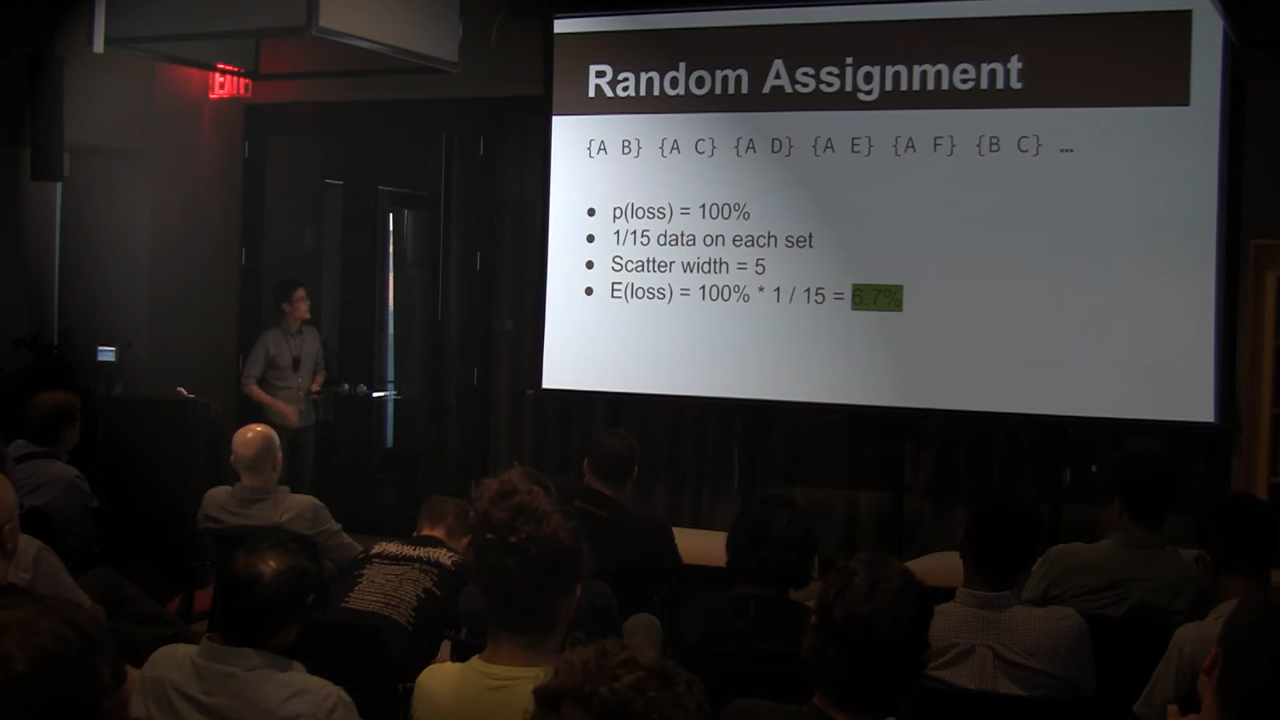 EXIT
Random Assignment
{A B} {A C} {A D} {A E} {A F} {B C} …
● p(loss) = 100%
● 1/15 data on each set
● Scatter width = 5
● E(loss) = 100% * 1 / 15 = 6.7%